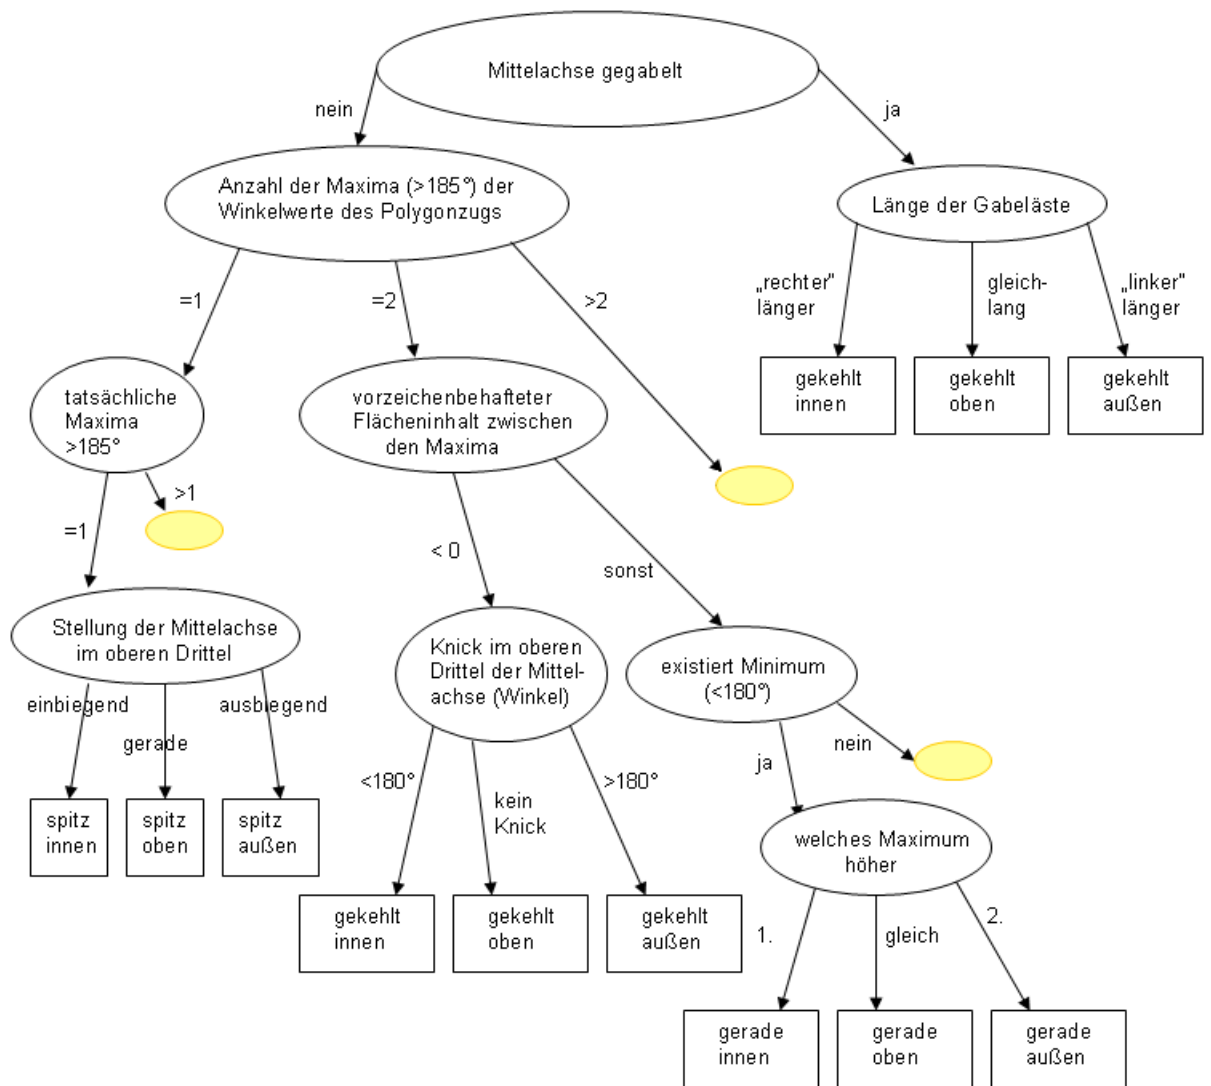 Mittelachse gegabelt
nein
ja
Anzahl der Maxima (>185°) der
Winkelwerte des Polygonzugs
Länge der Gabeläste
=1
=2
>2
„rechter"
länger
gleich-
lang
„linker"
länger
tatsächliche
Maxima
>185°
vorzeichenbehafteter
Flächeninhalt zwischen
den Maxima
gekehlt
innen
gekehlt
oben
gekehlt
außen
>1
=1
< 0
sonst
Stellung der Mittelachse
im oberen Drittel
Knick im oberen
Drittel der Mittel-
achse (Winkel)
existiert Minimum
(<180°)
einbiegend
gerade
ausbiegend
<180°
kein
Knick
>180°
ja
nein
spitz
innen
spitz
oben
spitz
außen
welches Maximum
höher
gekehlt
innen
gekehlt
oben
gekehlt
außen
1.
gleich
2.
gerade
innen
gerade
oben
gerade
außen